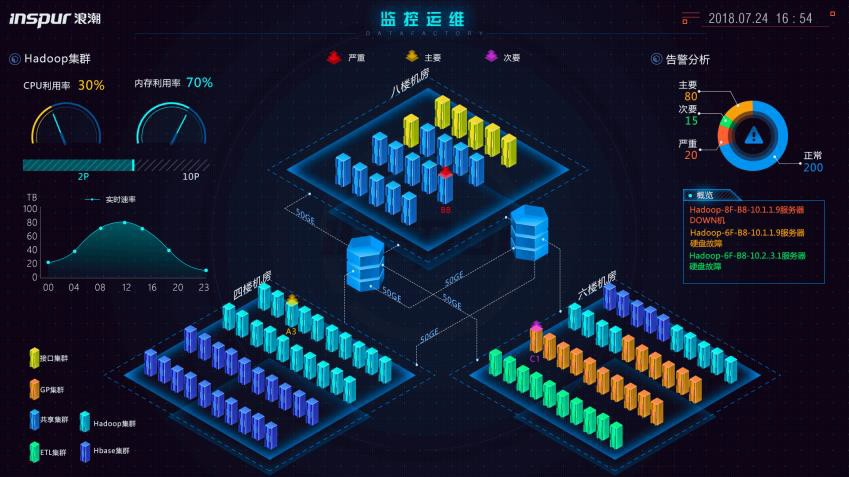 inspur 浪潮
监控运维
DATAFACTORY
2018.07.24 16:54
Hadoop集群
CPU利用率 30%
内存利用率 70%
2P
10P
TB
实时速率
100
80
60
40
20
0
00 04 08 12 16 20 23
严重
主要
次要
八楼机房
B8
50GE
50GE
50GE
50GE
50GE
50GE
四楼机房
A3
六楼机房
C1
告警分析
主要
80
次要
15
严重
20
正常
200
概览
Hadoop-8F-B8-10.1.1.9服务器
DOWN机
Hadoop-6F-B8-10.1.1.9服务器
硬盘故障
Hadoop-6F-B8-10.2..3.1服务器
硬盘故障
接口集群
GP集群
共享集群
Hadoop集群
ETL集群
Hbase集群